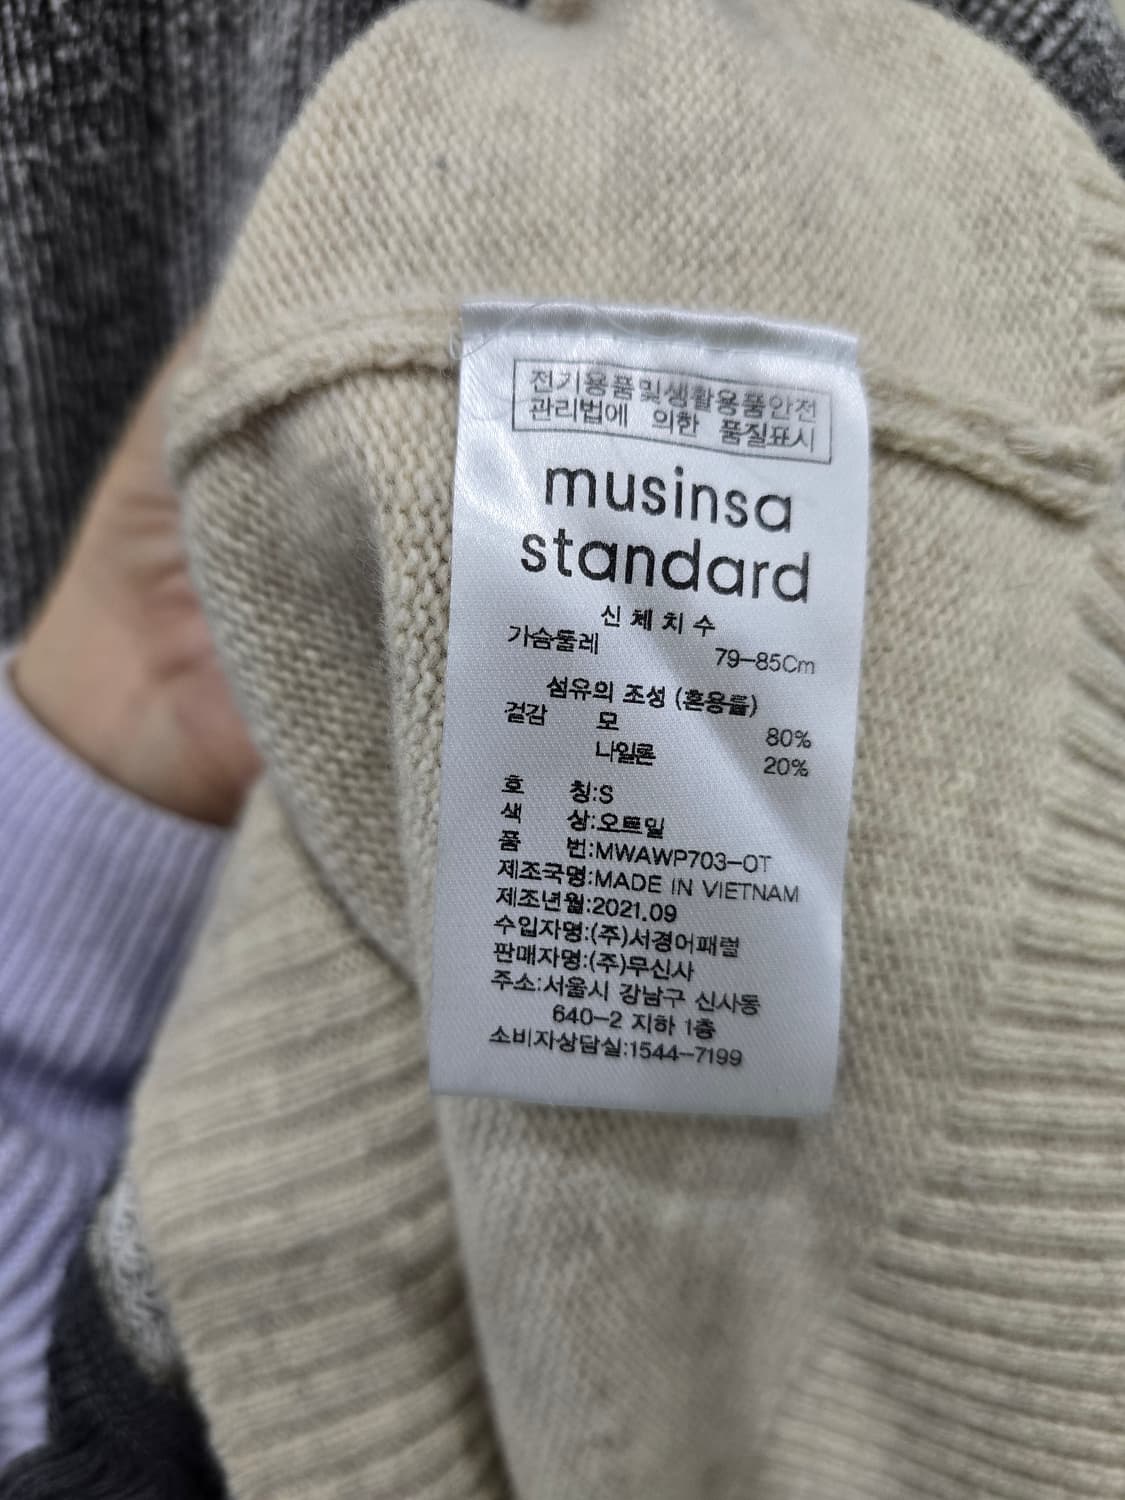 전기용품및생활용품안전
관리법에 의한 품질표시
musinsa
standard
신체치수
가슴둘레 79-85Cm
섬유의 조성 (혼용률)
겉감 모 80%
나일론 20%
호 칭:S
색 상:오트밀
품 번:MWAWP703-OT
제조국명:MADE IN VIETNAM
제조년월:2021.09
수입자명:(주)서경어패럴
판매자명:(주)무신사
주소:서울시 강남구 신사동
640-2 지하 1층
소비자상담실:1544-7199